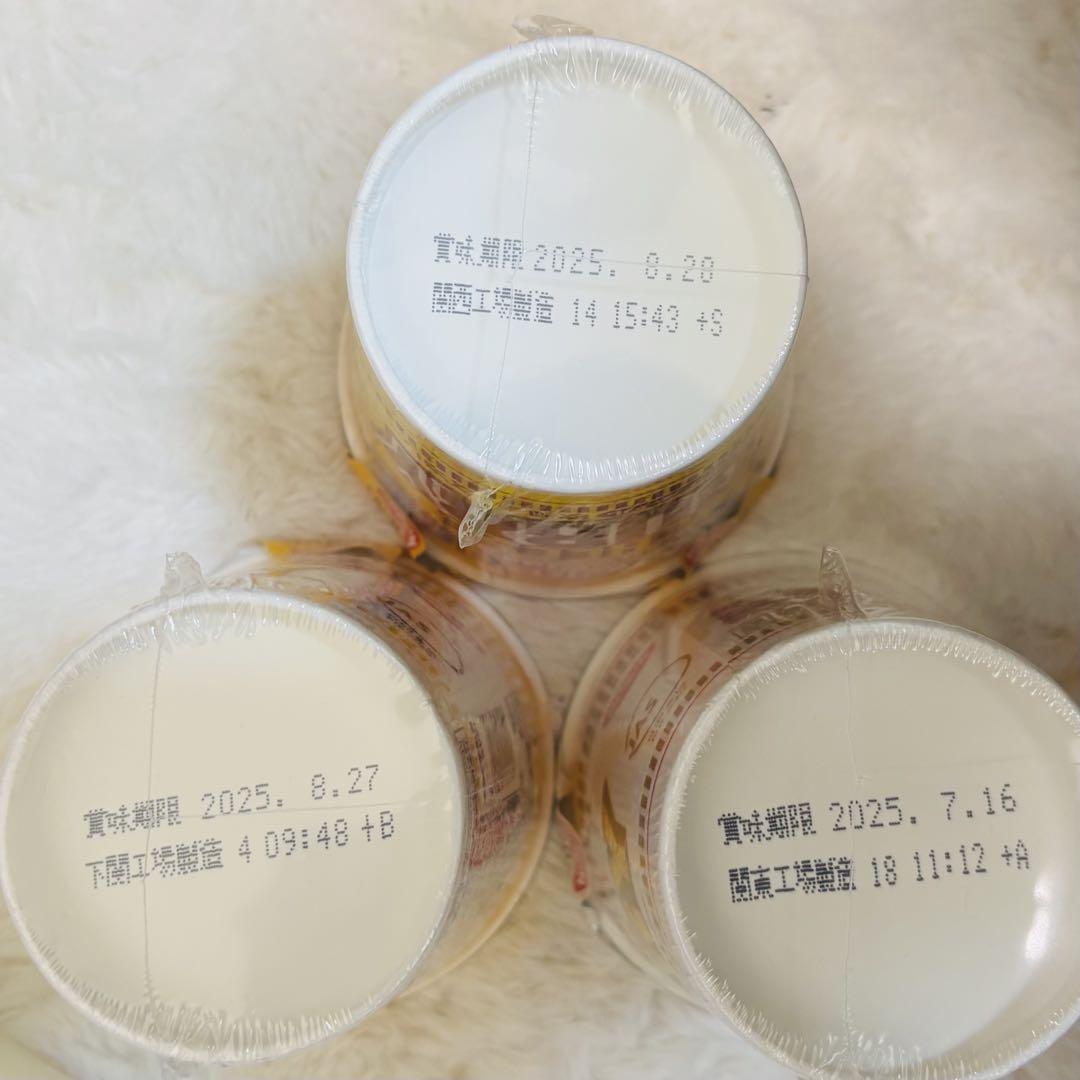 賞味期限 2025. 8.28
関西工場製造 14 15:43 +S
賞味期限 2025. 8.27
下関工場製造 4 09:48 +B
賞味期限 2025. 7.16
関東工場製造 18 11:12 +A
JAS
JAS